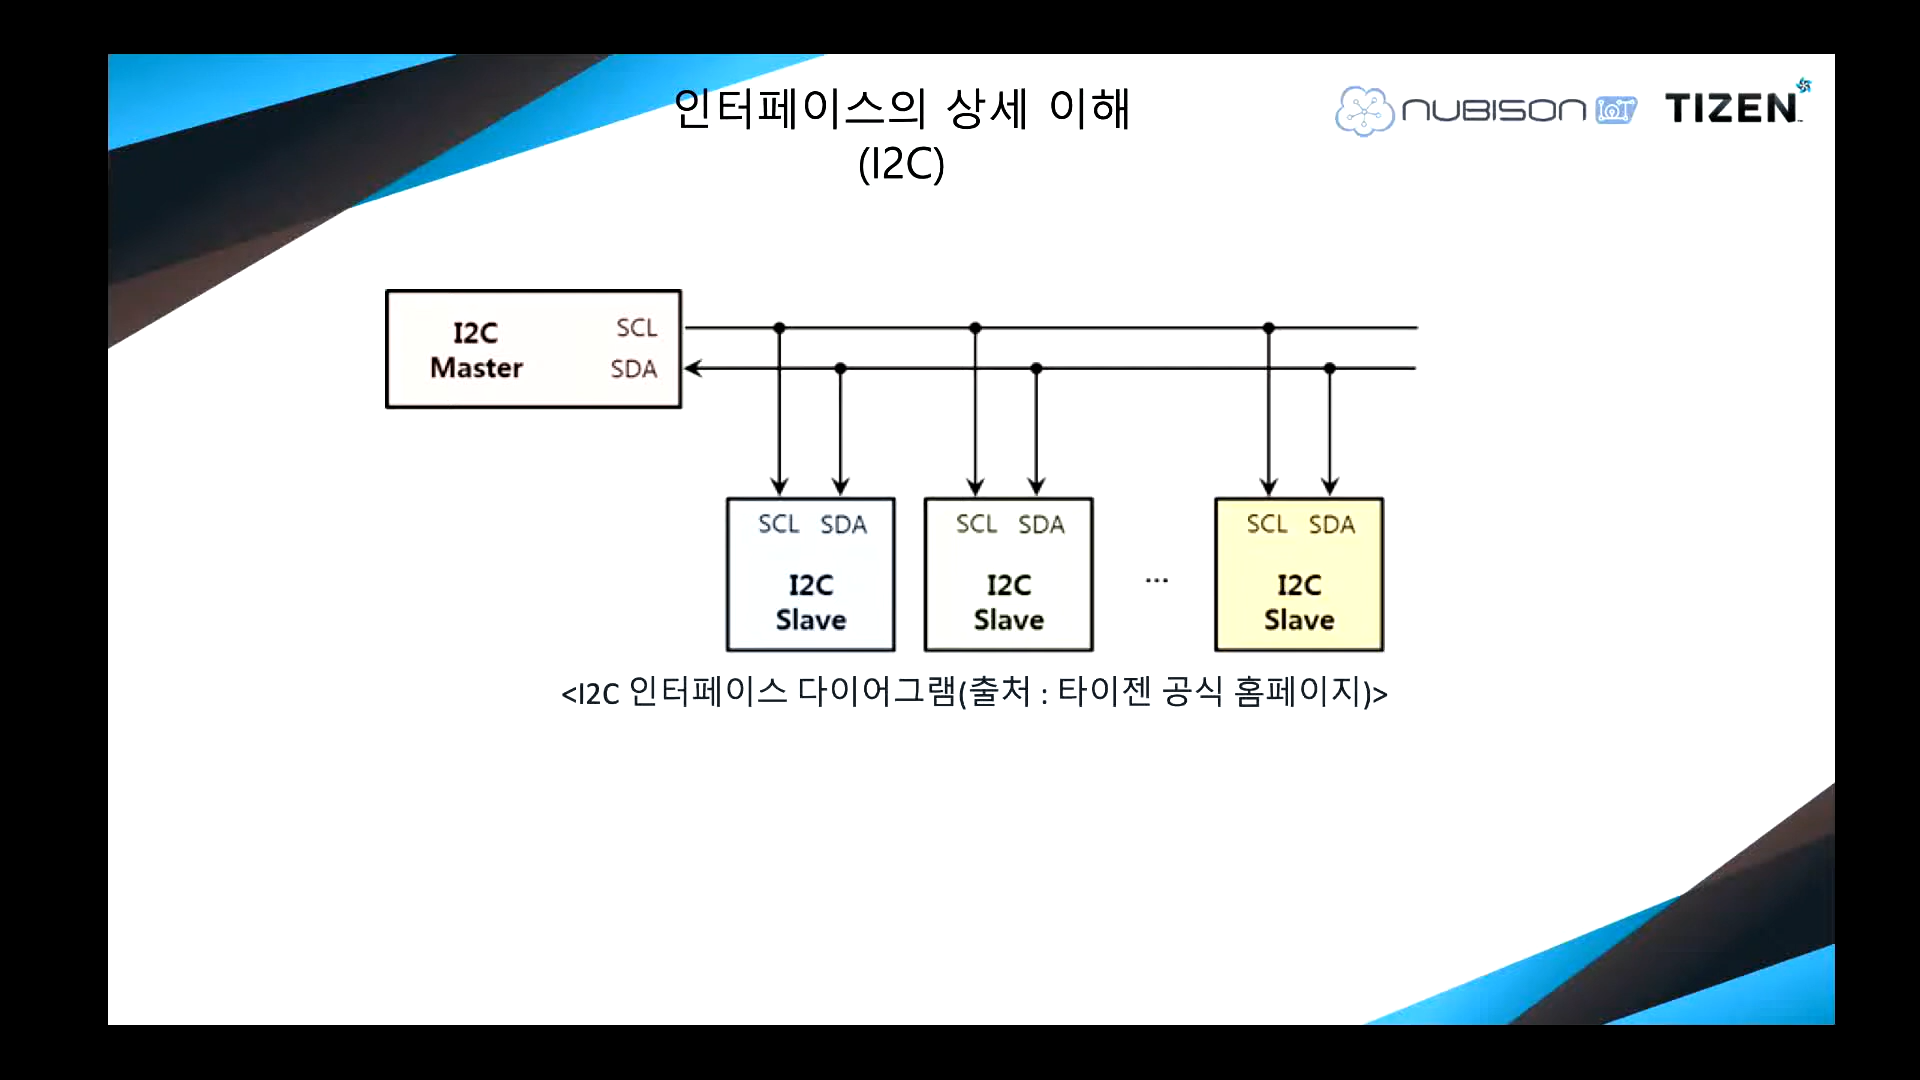 인터페이스의 상세 이해
(I2C)
NUBISON IoT
TIZEN
I2C
Master
SCL
SDA
SCL SDA
I2C
Slave
SCL SDA
I2C
Slave
...
SCL SDA
I2C
Slave
<I2C 인터페이스 다이어그램(출처 : 타이젠 공식 홈페이지)>